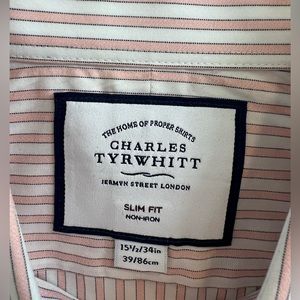 THE HOME OF PROPER SHIRTS
CHARLES
TYRWHITT
JERMYN STREET LONDON
SLIM FIT
NON-IRON
15½/34in
39/86cm